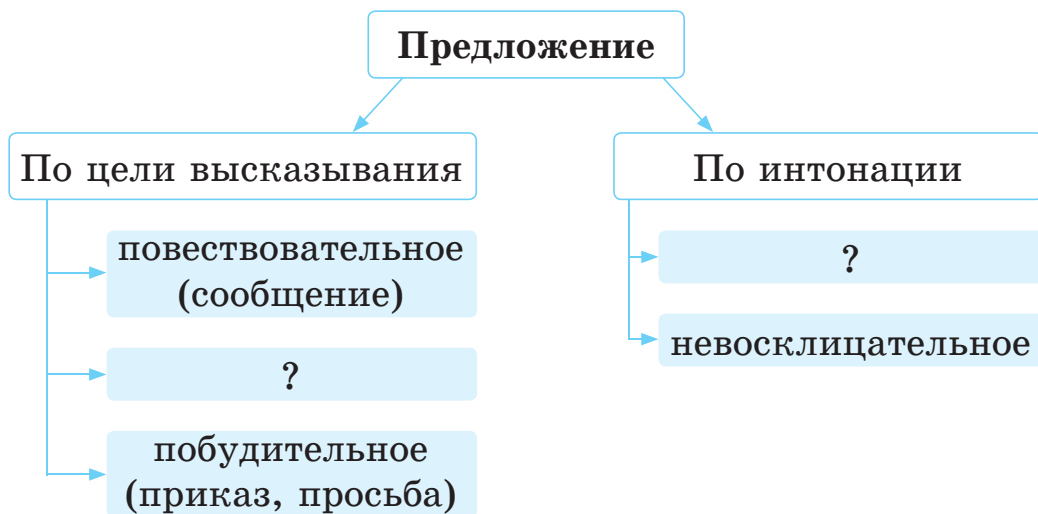 Предложение
По цели высказывания
повествовательное
(сообщение)
?
побудительное
(приказ, просьба)
По интонации
?
невосклицательное